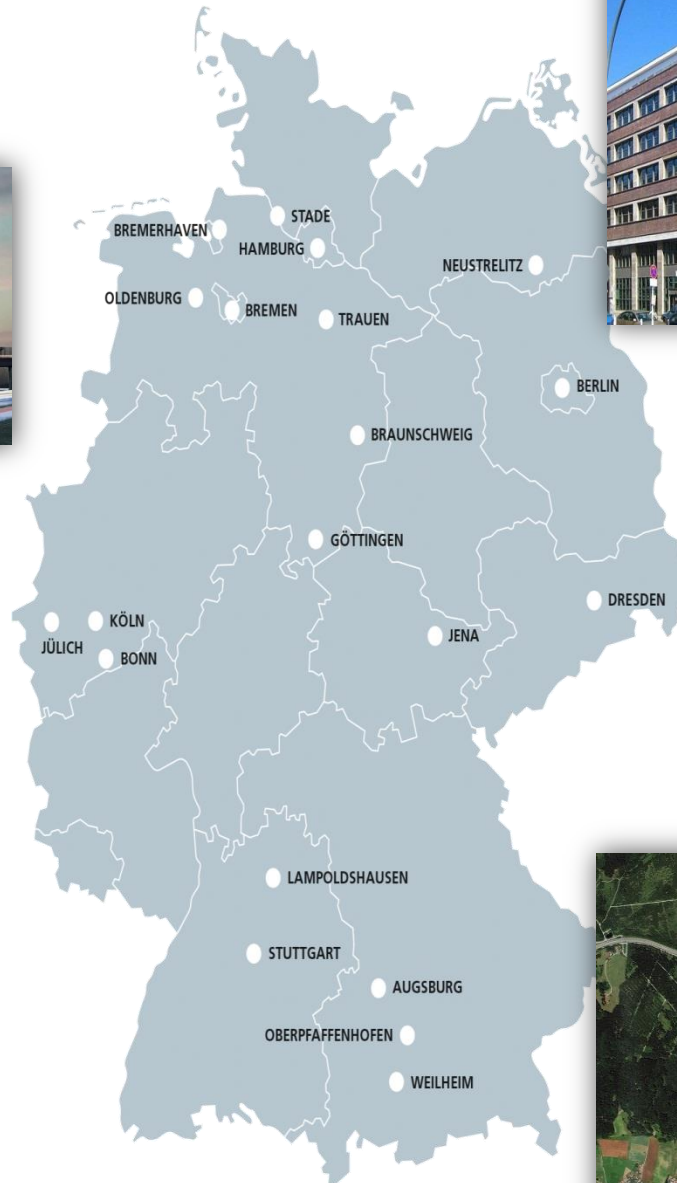 STADE
BREMERHAVEN
HAMBURG
NEUSTRELITZ
OLDENBURG
BREMEN
TRAUEN
BERLIN
BRAUNSCHWEIG
GÖTTINGEN
DRESDEN
KÖLN
JENA
JÜLICH
BONN
LAMPOLDSHAUSEN
STUTTGART
AUGSBURG
OBERPFAFFENHOFEN
WEILHEIM